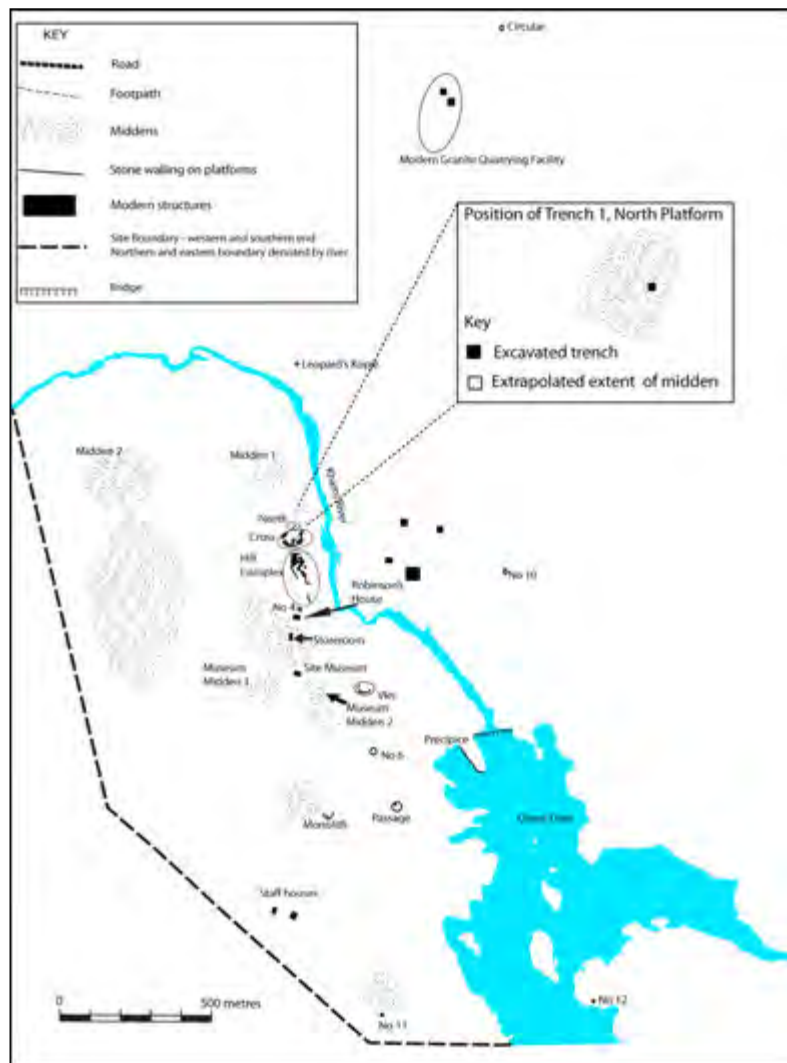 KEY
Road
Footpath
Middens
Stone walling on platforms
Modern structures
Site Boundary - western and southern end
Northern and eastern boundary denoted by river
Bridge
Circular
Modern Granite Quarrying Facility
Position of Trench 1, North Platform
Key
Excavated trench
Extrapolated extent of midden
Leopard's
Midden 2
Midden 1
Khami River
North
Cross
Hill
Complex
No 10
Robinson's
House
No 4
Storeroom
Site Museum
Museum
Midden 3
Vlei
Museum
Midden 2
Precipice
No 6
Passage
Monolith
Dam
Staff houses
0
500 metres
No 11
No 12